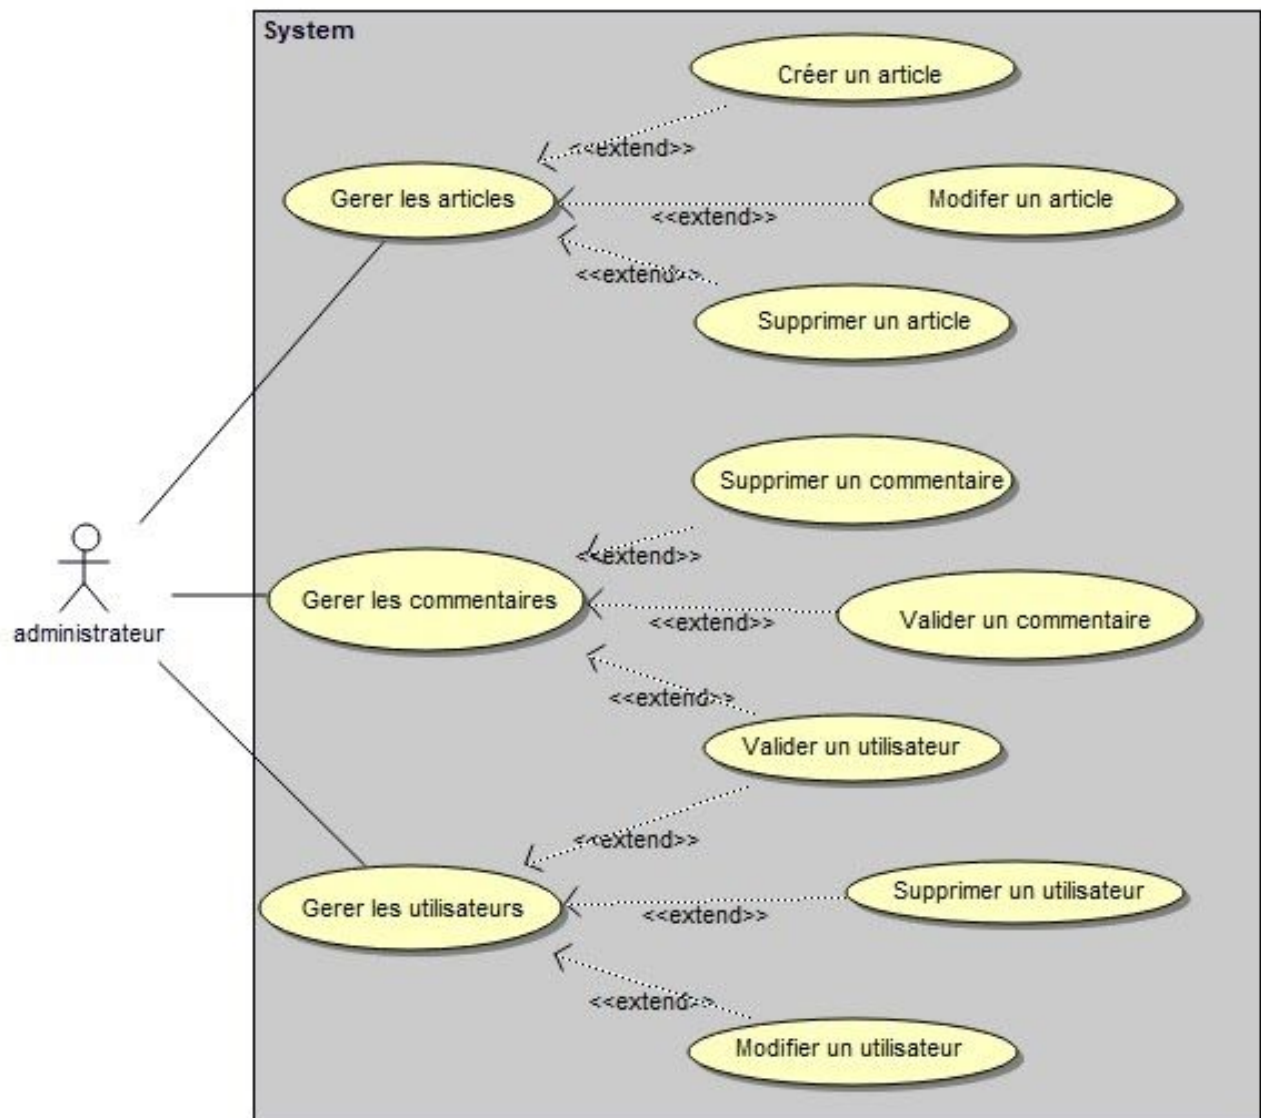 System
Créer un article
<<extend>>
Gerer les articles
Modifer un article
<<extend>>
<<extend>>
Supprimer un article
Supprimer un commentaire
<<extend>>
Gerer les commentaires
Valider un commentaire
<<extend>>
administrateur
<<extend>>
Valider un utilisateur
<<extend>>
Supprimer un utilisateur
Gerer les utilisateurs
<<extend>>
<<extend>>
Modifier un utilisateur